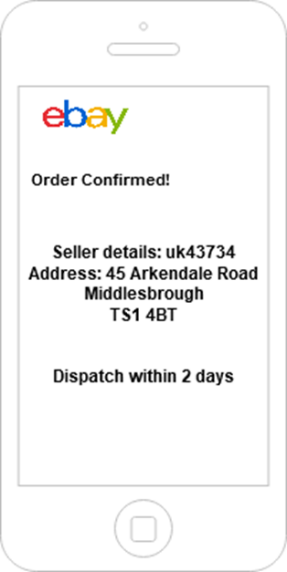 ebay
Order Confirmed!
Seller details: uk43734
Address: 45 Arkendale Road
Middlesbrough
TS1 4BT
Dispatch within 2 days